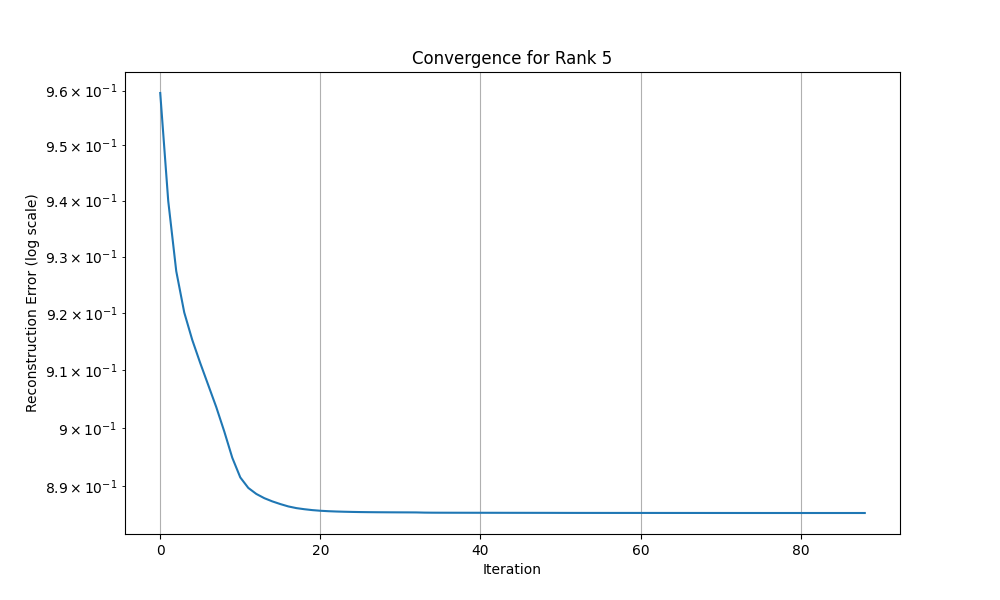 Convergence for Rank 5
Reconstruction Error (log scale)
9.6 × 10⁻¹
9.5 × 10⁻¹
9.4 × 10⁻¹
9.3 × 10⁻¹
9.2 × 10⁻¹
9.1 × 10⁻¹
9 × 10⁻¹
8.9 × 10⁻¹
0 20 40 60 80
Iteration